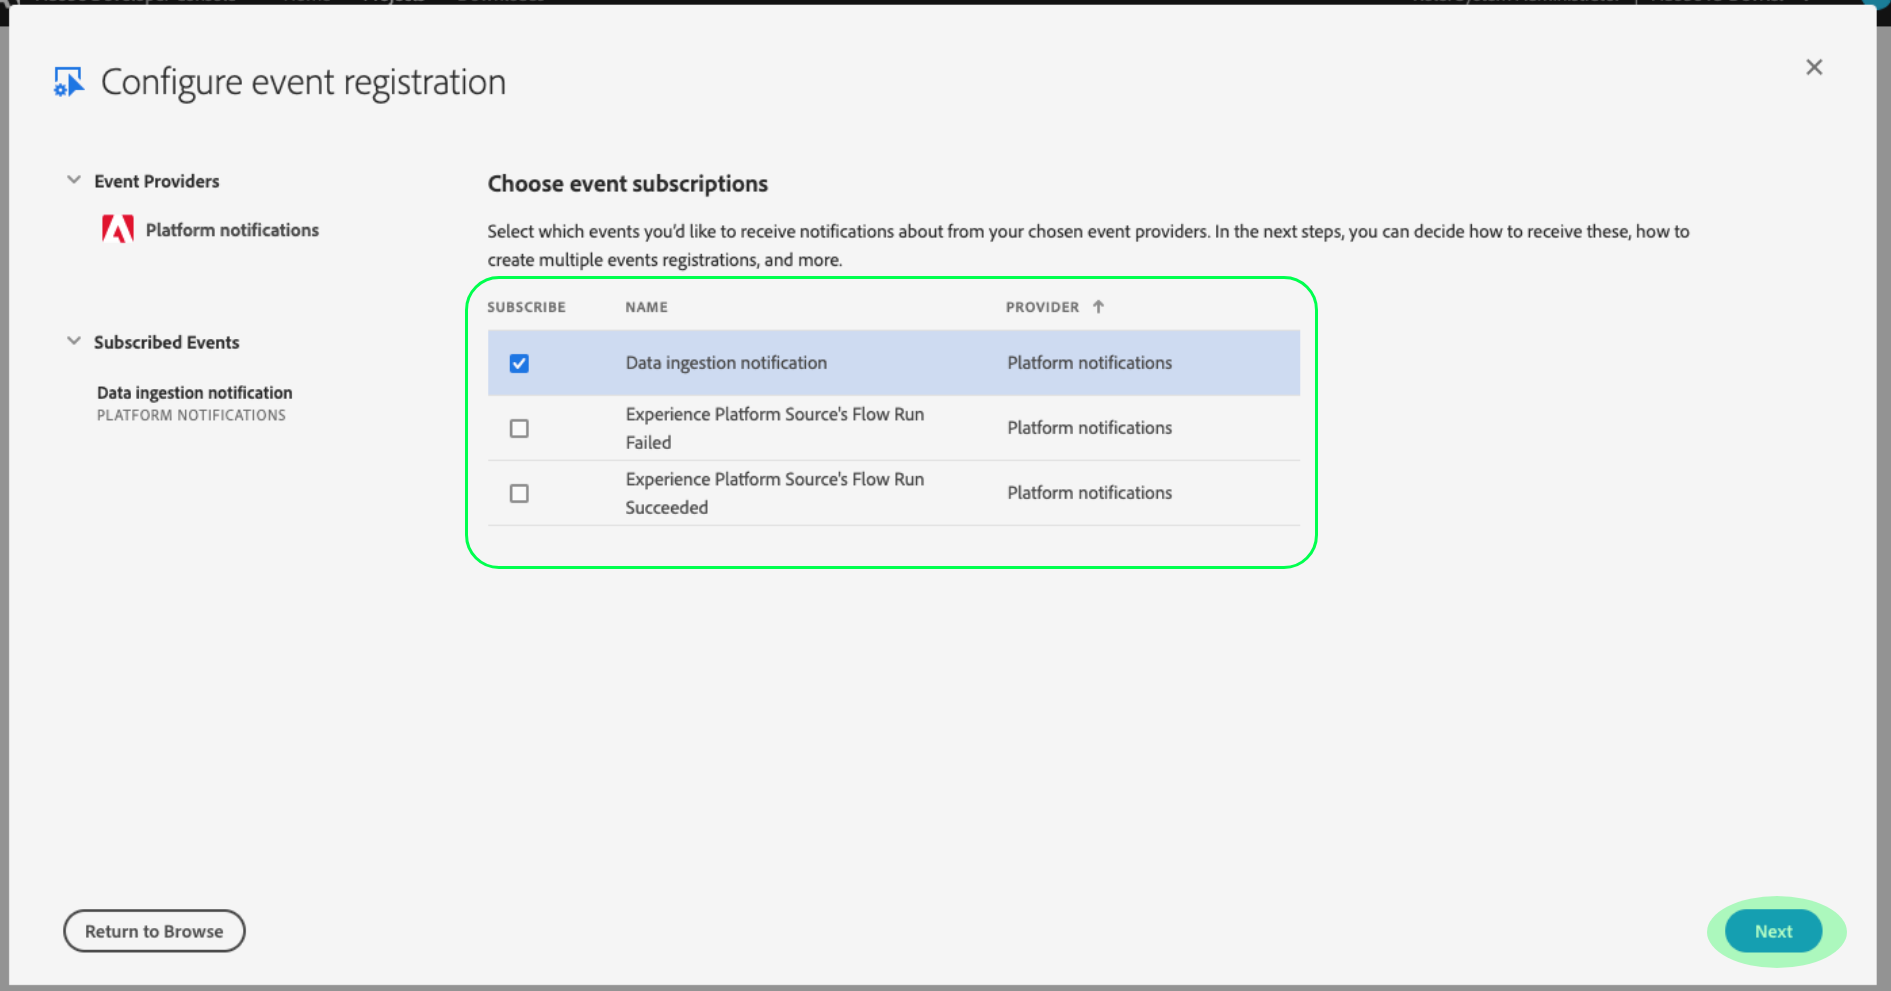 Configure event registration
Event Providers
Platform notifications
Subscribed Events
Data ingestion notification
PLATFORM NOTIFICATIONS
Choose event subscriptions
Select which events you'd like to receive notifications about from your chosen event providers. In the next steps, you can decide how to receive these, how to
create multiple events registrations, and more.
SUBSCRIBE NAME PROVIDER
Data ingestion notification Platform notifications
Experience Platform Source's Flow Run
Failed
Platform notifications
Experience Platform Source's Flow Run
Succeeded
Platform notifications
Return to Browse
Next